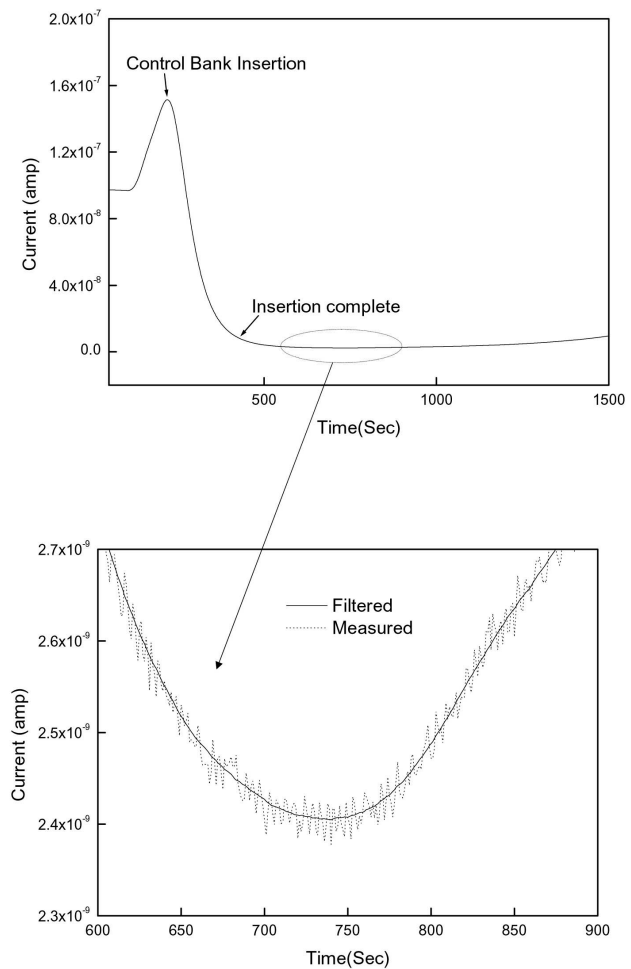 2.0x10⁻⁷
1.6x10⁻⁷
1.2x10⁻⁷
8.0x10⁻⁸
4.0x10⁻⁸
0.0
Current (amp)
Control Bank Insertion
Insertion complete
500
1000
1500
Time(Sec)
2.7x10⁻⁹
2.6x10⁻⁹
2.5x10⁻⁹
2.4x10⁻⁹
2.3x10⁻⁹
Current (amp)
Filtered
Measured
600
650
700
750
800
850
900
Time(Sec)